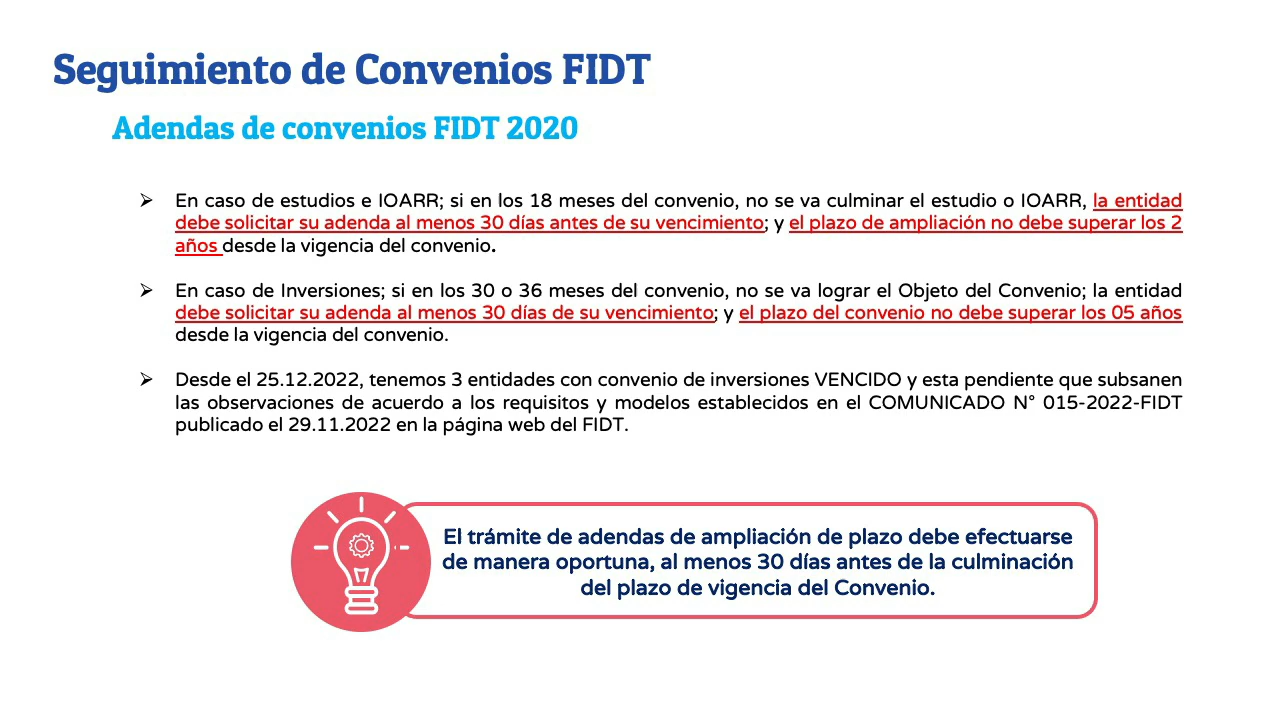 Seguimiento de Convenios FIDT
Adendas de convenios FIDT 2020
➢ En caso de estudios e IOARR; si en los 18 meses del convenio, no se va culminar el estudio o IOARR, la entidad
debe solicitar su adenda al menos 30 días antes de su vencimiento; y el plazo de ampliación no debe superar los 2
años desde la vigencia del convenio.
➢ En caso de Inversiones; si en los 30 o 36 meses del convenio, no se va lograr el Objeto del Convenio; la entidad
debe solicitar su adenda al menos 30 días de su vencimiento; y el plazo del convenio no debe superar los 05 años
desde la vigencia del convenio.
➢ Desde el 25.12.2022, tenemos 3 entidades con convenio de inversiones VENCIDO y esta pendiente que subsanen
las observaciones de acuerdo a los requisitos y modelos establecidos en el COMUNICADO N° 015-2022-FIDT
publicado el 29.11.2022 en la página web del FIDT.
El trámite de adendas de ampliación de plazo debe efectuarse
de manera oportuna, al menos 30 días antes de la culminación
del plazo de vigencia del Convenio.